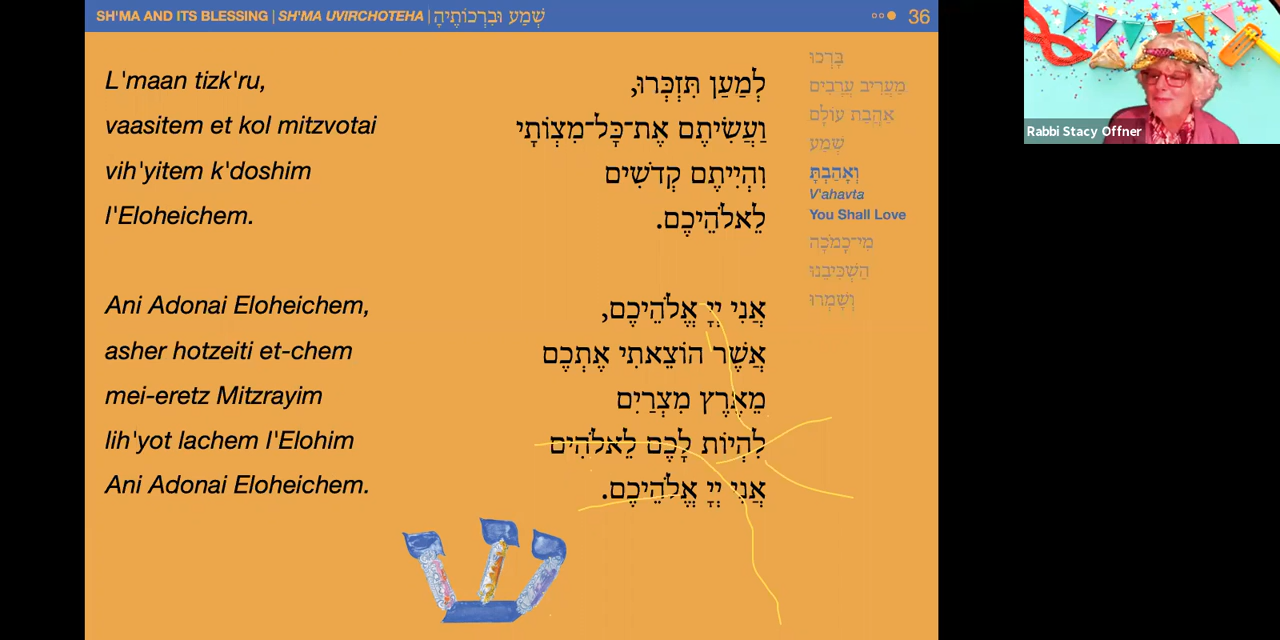 SH'MA AND ITS BLESSING | SH'MA UVIRCHOTEHA | שְׁמַע וּבִרְכוֹתֶיהָ 36
L'maan tizk'ru,
vaasitem et kol mitzvotai
vih'yitem k'doshim
l'Eloheichem.
Ani Adonai Eloheichem,
asher hotzeiti et-chem
mei-eretz Mitzrayim
lih'yot lachem l'Elohim
Ani Adonai Eloheichem.
לְמַעַן תִּזְכְּרוּ,
וַעֲשִׂיתֶם אֶת־כׇּל־מִצְוֺתָי
וִהְיִיתֶם קְדֹשִׁים
לֵאלֹהֵיכֶם.
אֲנִי יְיָ אֱלֹהֵיכֶם,
אֲשֶׁר הוֹצֵאתִי אֶתְכֶם
מֵאֶרֶץ מִצְרַיִם
לִהְיוֹת לָכֶם לֵאלֹהִים
אֲנִי יְיָ אֱלֹהֵיכֶם.
ש
בָּרְכוּ
מַעֲרִיב עֲרָבִים
אַהֲבַת עוֹלָם
שְׁמַע
וְאָהַבְתָּ
V'ahavta
You Shall Love
מִי־כָמֹכָה
הַשְׁכִּיבֵנוּ
וְשָׁמְרוּ
Rabbi Stacy Offner